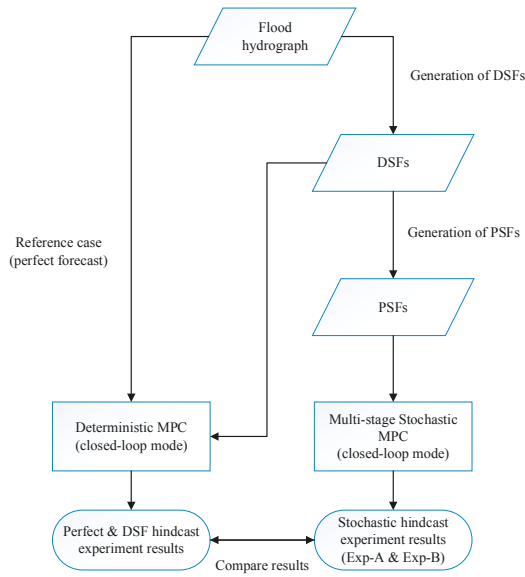 Flood
hydrograph
Generation of DSFs
DSFs
Generation of PSFs
Reference case
(perfect forecast)
PSFs
Deterministic MPC
(closed-loop mode)
Multi-stage Stochastic
MPC
(closed-loop mode)
Perfect & DSF hindcast
experiment results
Stochastic hindcast
experiment results
(Exp-A & Exp-B)
Compare results